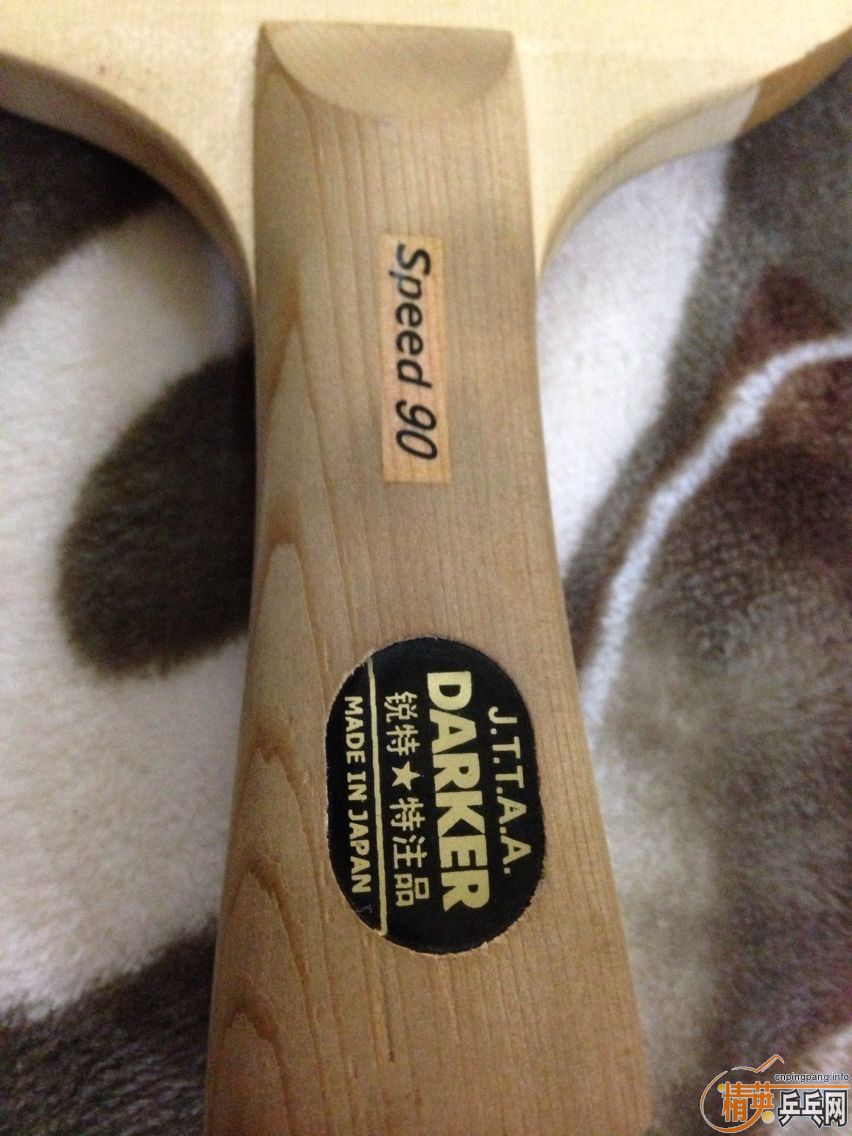 Speed 90
J.T.T.A.A.
DARKER
锐特★特注品
MADE IN JAPAN
cnpingpang.info
精英乒乓网